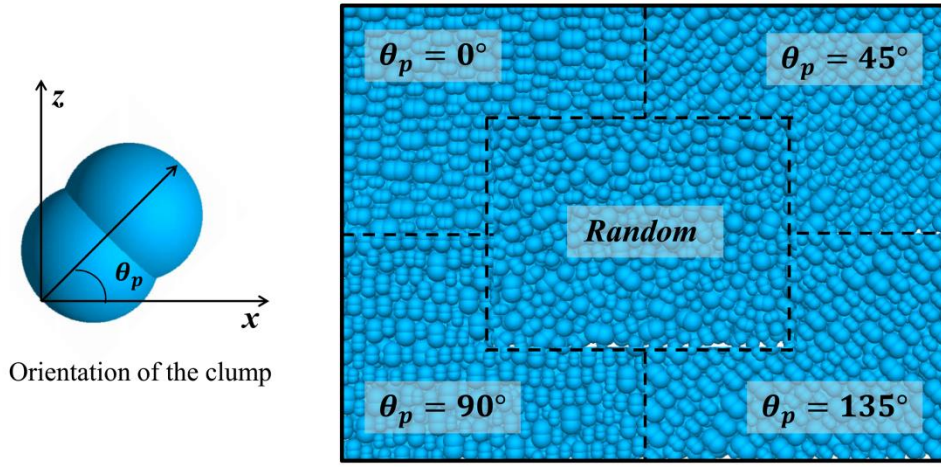 z
θₚ
x
Orientation of the clump
θₚ = 0°
θₚ = 45°
Random
θₚ = 90°
θₚ = 135°